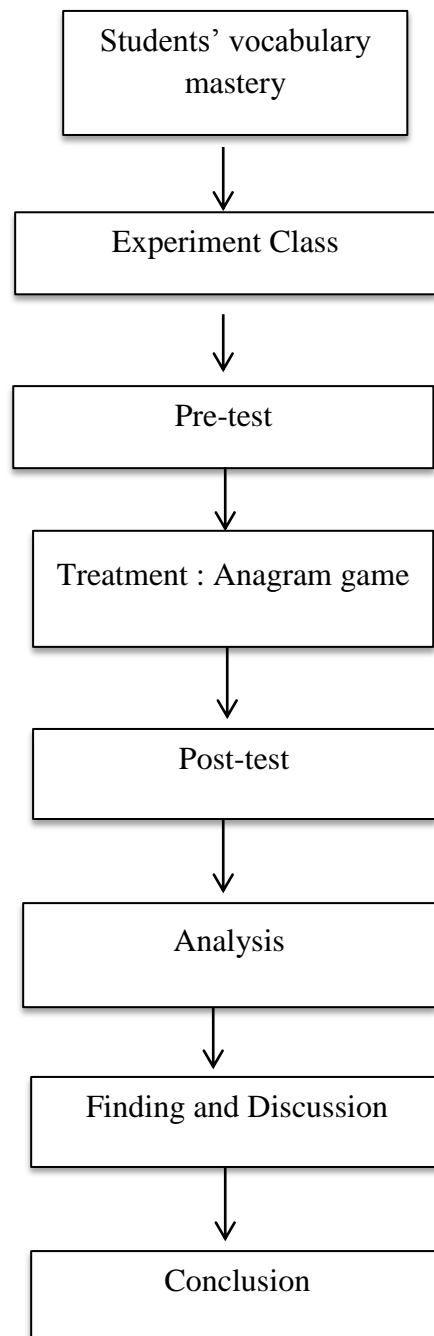 Students’ vocabulary
mastery
Experiment Class
Pre-test
Treatment : Anagram game
Post-test
Analysis
Finding and Discussion
Conclusion